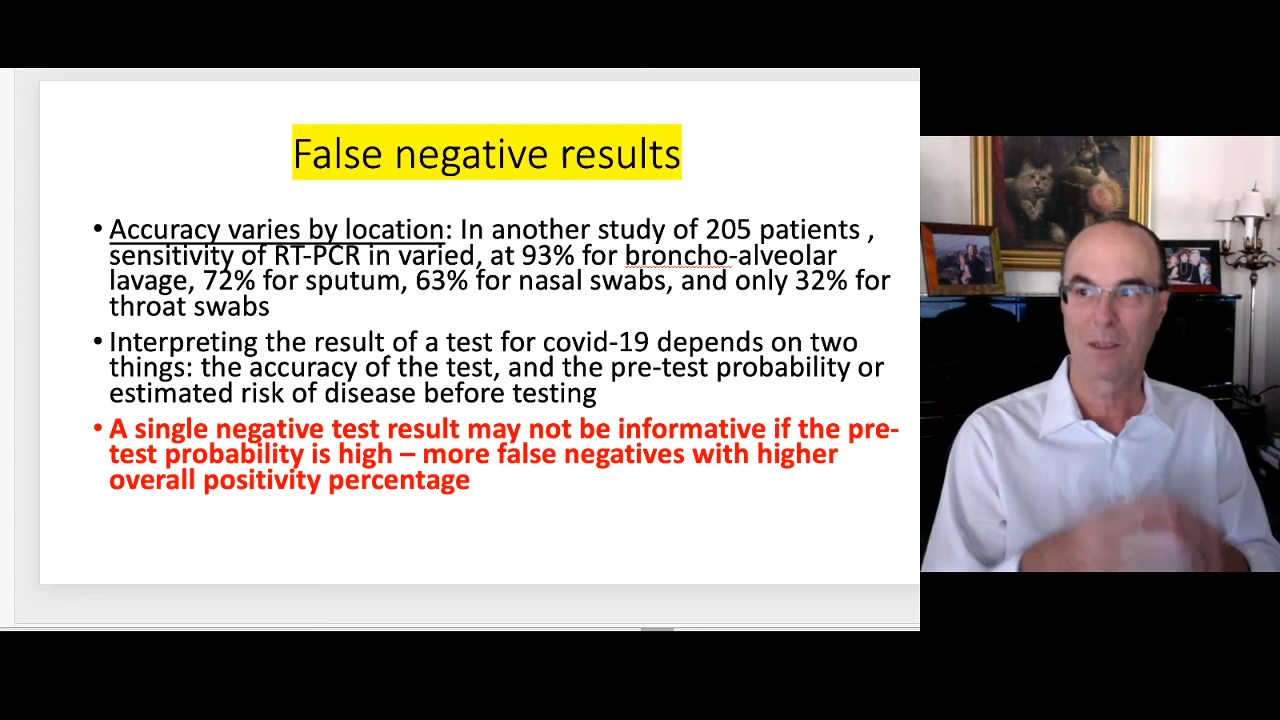 False negative results
• Accuracy varies by location: In another study of 205 patients ,
sensitivity of RT-PCR in varied, at 93% for broncho-alveolar
lavage, 72% for sputum, 63% for nasal swabs, and only 32% for
throat swabs
• Interpreting the result of a test for covid-19 depends on two
things: the accuracy of the test, and the pre-test probability or
estimated risk of disease before testing
• A single negative test result may not be informative if the pre-
test probability is high – more false negatives with higher
overall positivity percentage